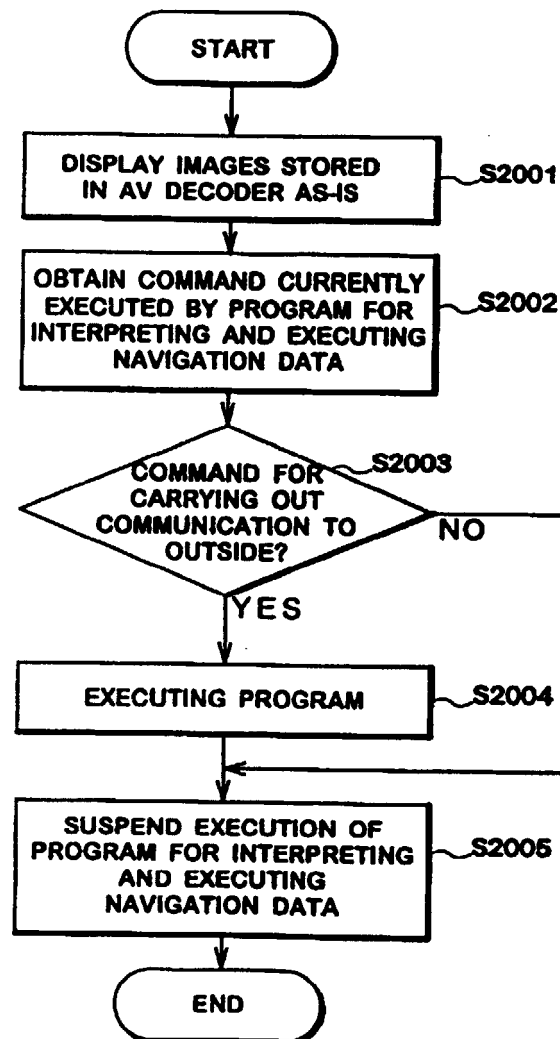 START
DISPLAY IMAGES STORED
IN AV DECODER AS-IS
S2001
OBTAIN COMMAND CURRENTLY
EXECUTED BY PROGRAM FOR
INTERPRETING AND EXECUTING
NAVIGATION DATA
S2002
COMMAND FOR
CARRYING OUT
COMMUNICATION TO
OUTSIDE?
S2003
NO
YES
EXECUTING PROGRAM
S2004
SUSPEND EXECUTION OF
PROGRAM FOR INTERPRETING
AND EXECUTING
NAVIGATION DATA
S2005
END